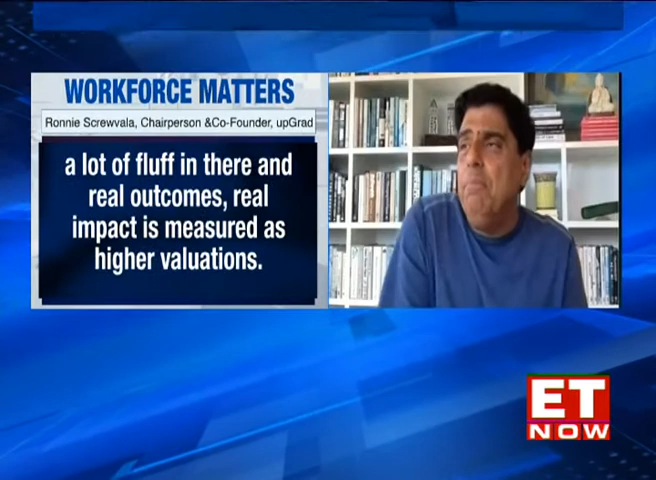 WORKFORCE MATTERS
Ronnie Screwvala, Chairperson &Co-Founder, upGrad
a lot of fluff in there and
real outcomes, real
impact is measured as
higher valuations.
ET
NOW